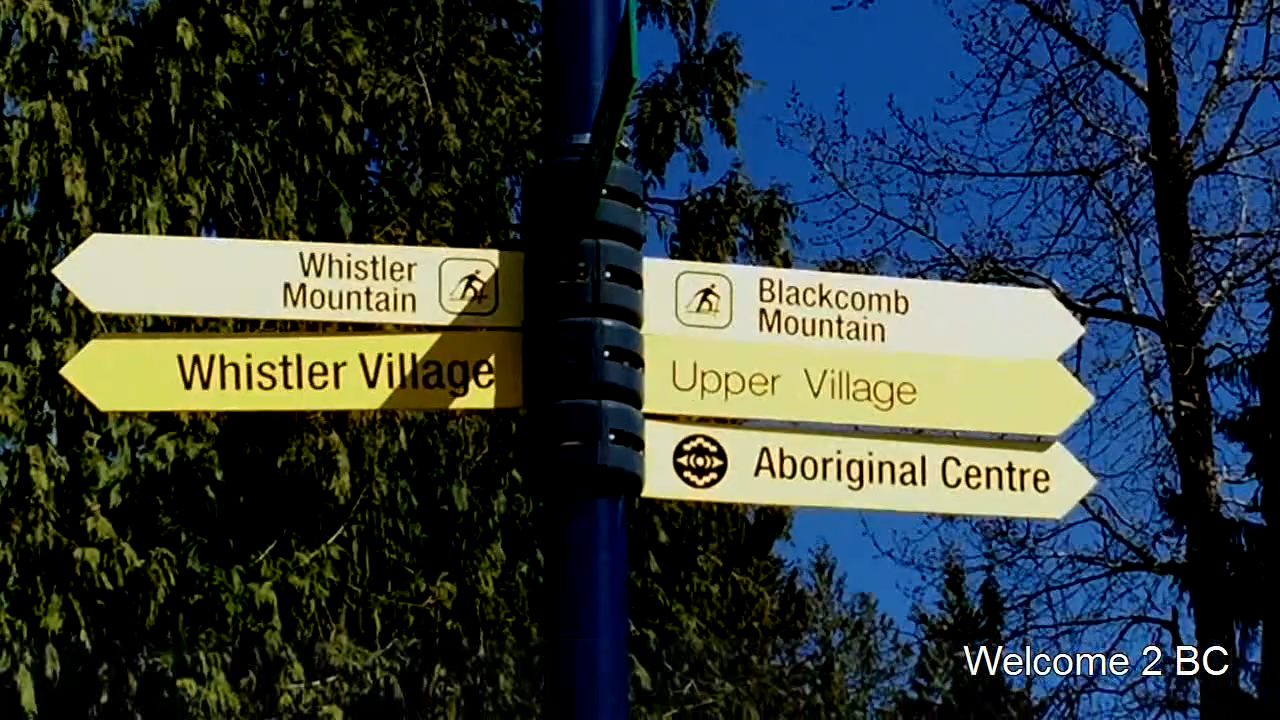 Whistler
Mountain
Whistler Village
Blackcomb
Mountain
Upper Village
Aboriginal Centre
Welcome 2 BC